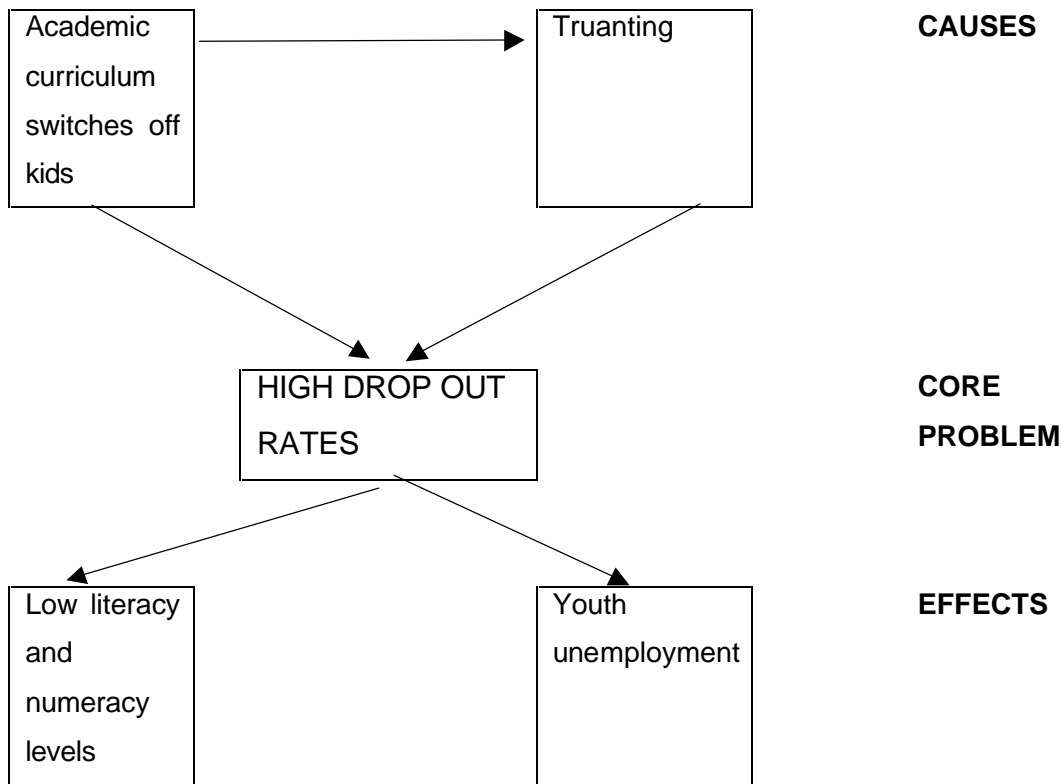 Academic
curriculum
switches off
kids
Truanting
CAUSES
HIGH DROP OUT
RATES
CORE
PROBLEM
Low literacy
and
numeracy
levels
Youth
unemployment
EFFECTS